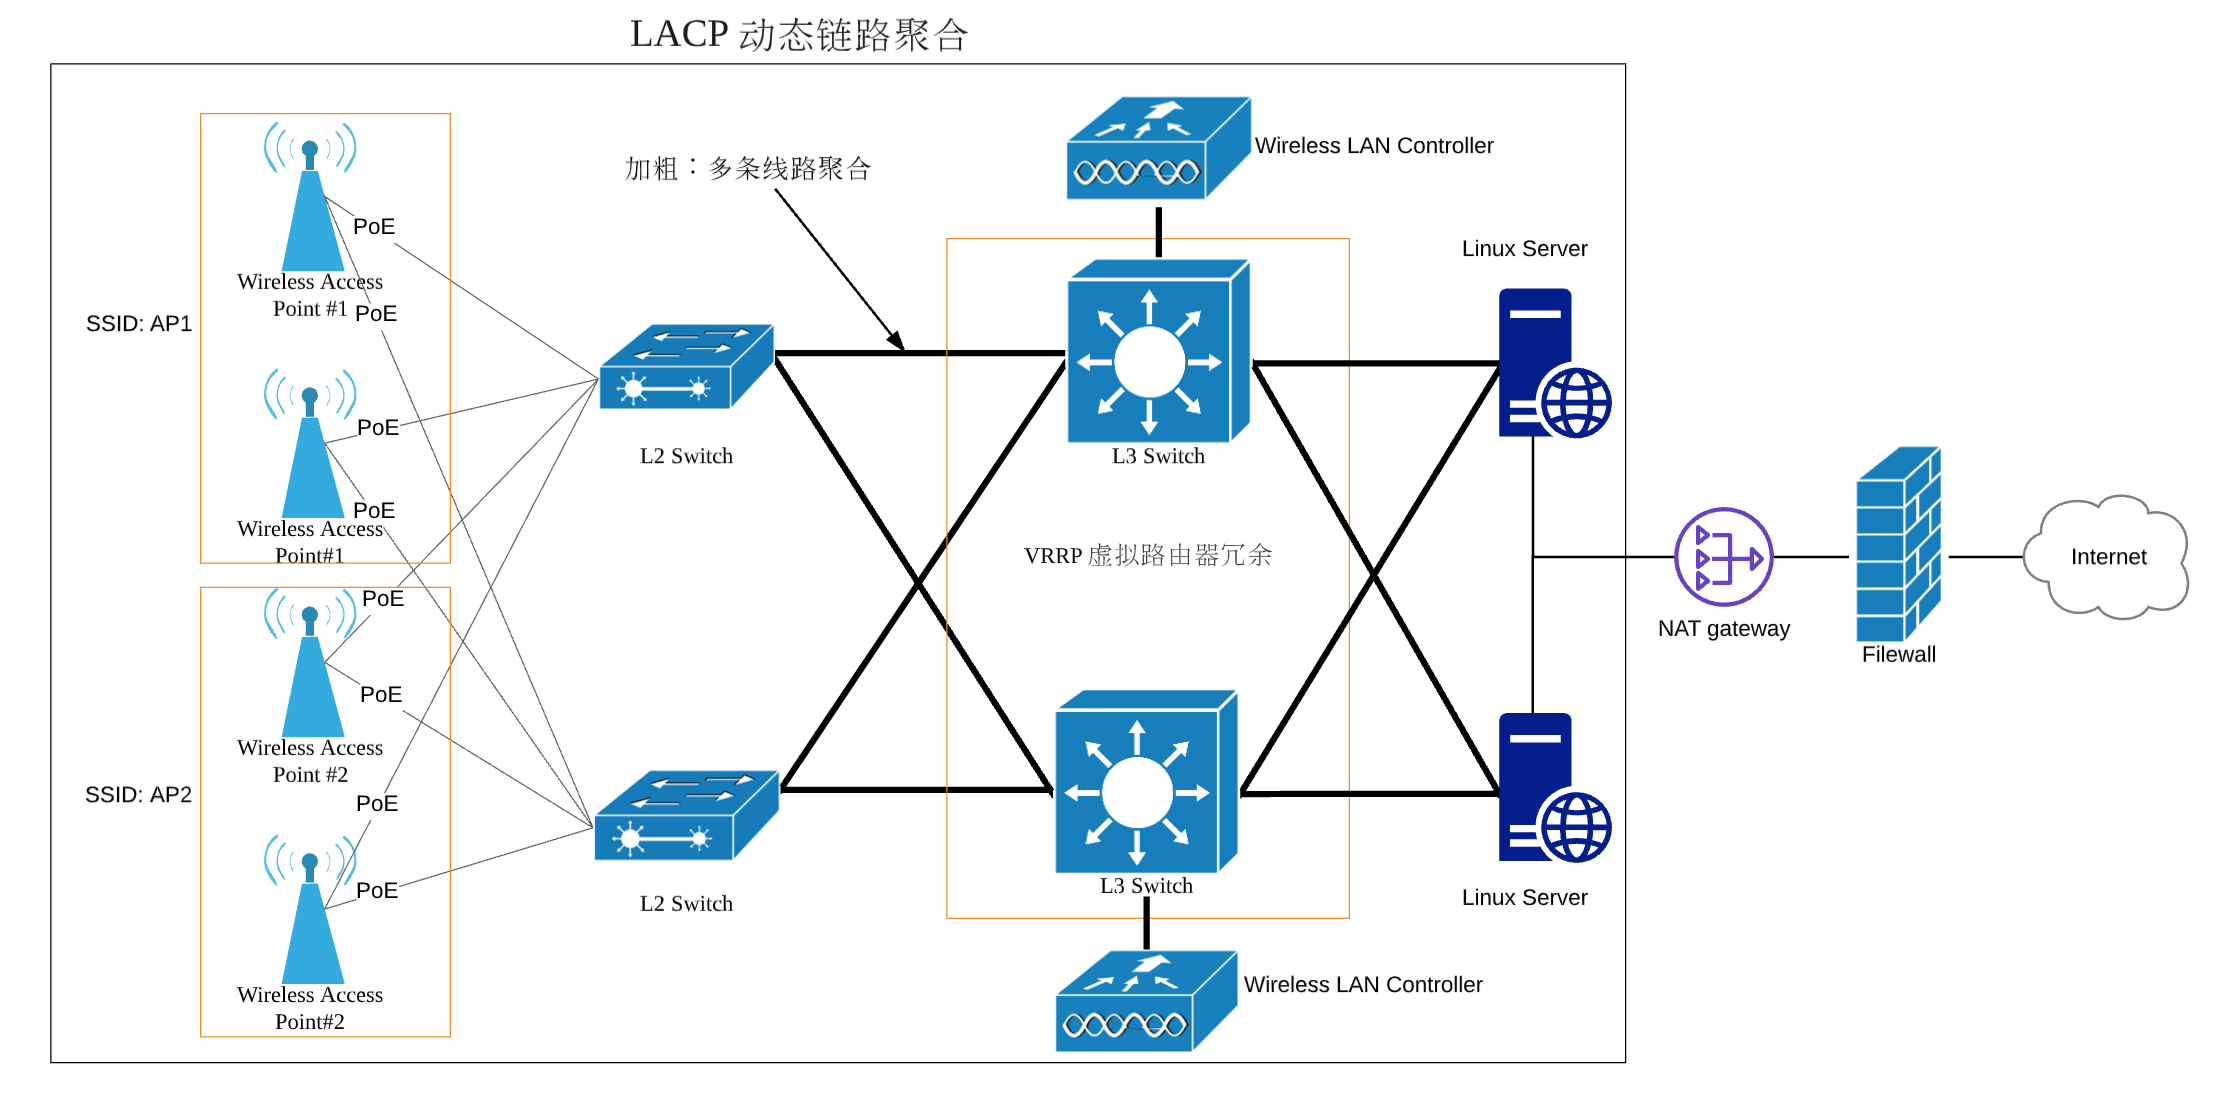 LACP 动态链路聚合
加粗：多条线路聚合
Wireless LAN Controller
PoE
Wireless Access
Point #1
PoE
SSID: AP1
PoE
PoE
Wireless Access
Point#1
PoE
PoE
Wireless Access
Point #2
SSID: AP2
PoE
PoE
Wireless Access
Point#2
L2 Switch
L2 Switch
L3 Switch
VRRP 虚拟路由器冗余
L3 Switch
Wireless LAN Controller
Linux Server
Linux Server
NAT gateway
Filewall
Internet